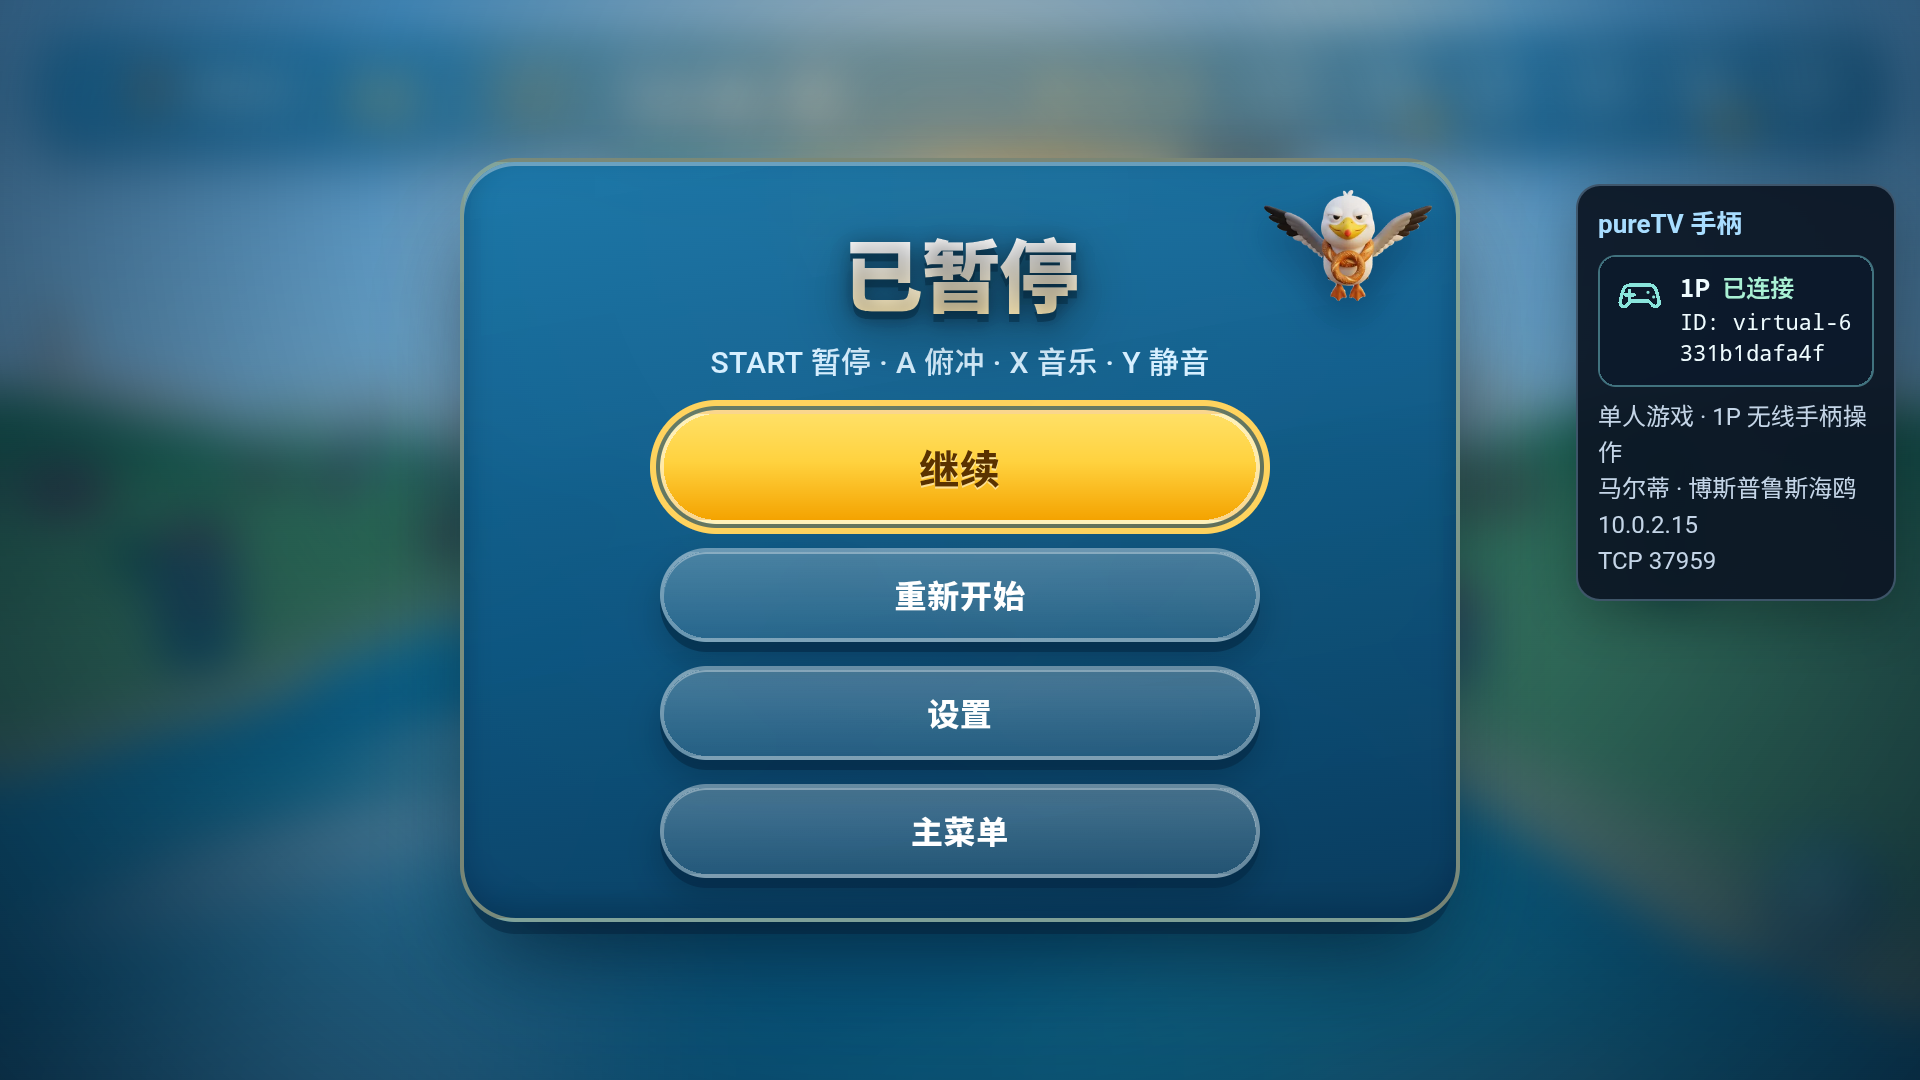 已暂停
START 暂停 · A 俯冲 · X 音乐 · Y 静音
继续
重新开始
设置
主菜单
pureTV 手柄
1P 已连接
ID: virtual-6
331b1dafa4f
单人游戏 · 1P 无线手柄操
作
马尔蒂 · 博斯普鲁斯海鸥
10.0.2.15
TCP 37959